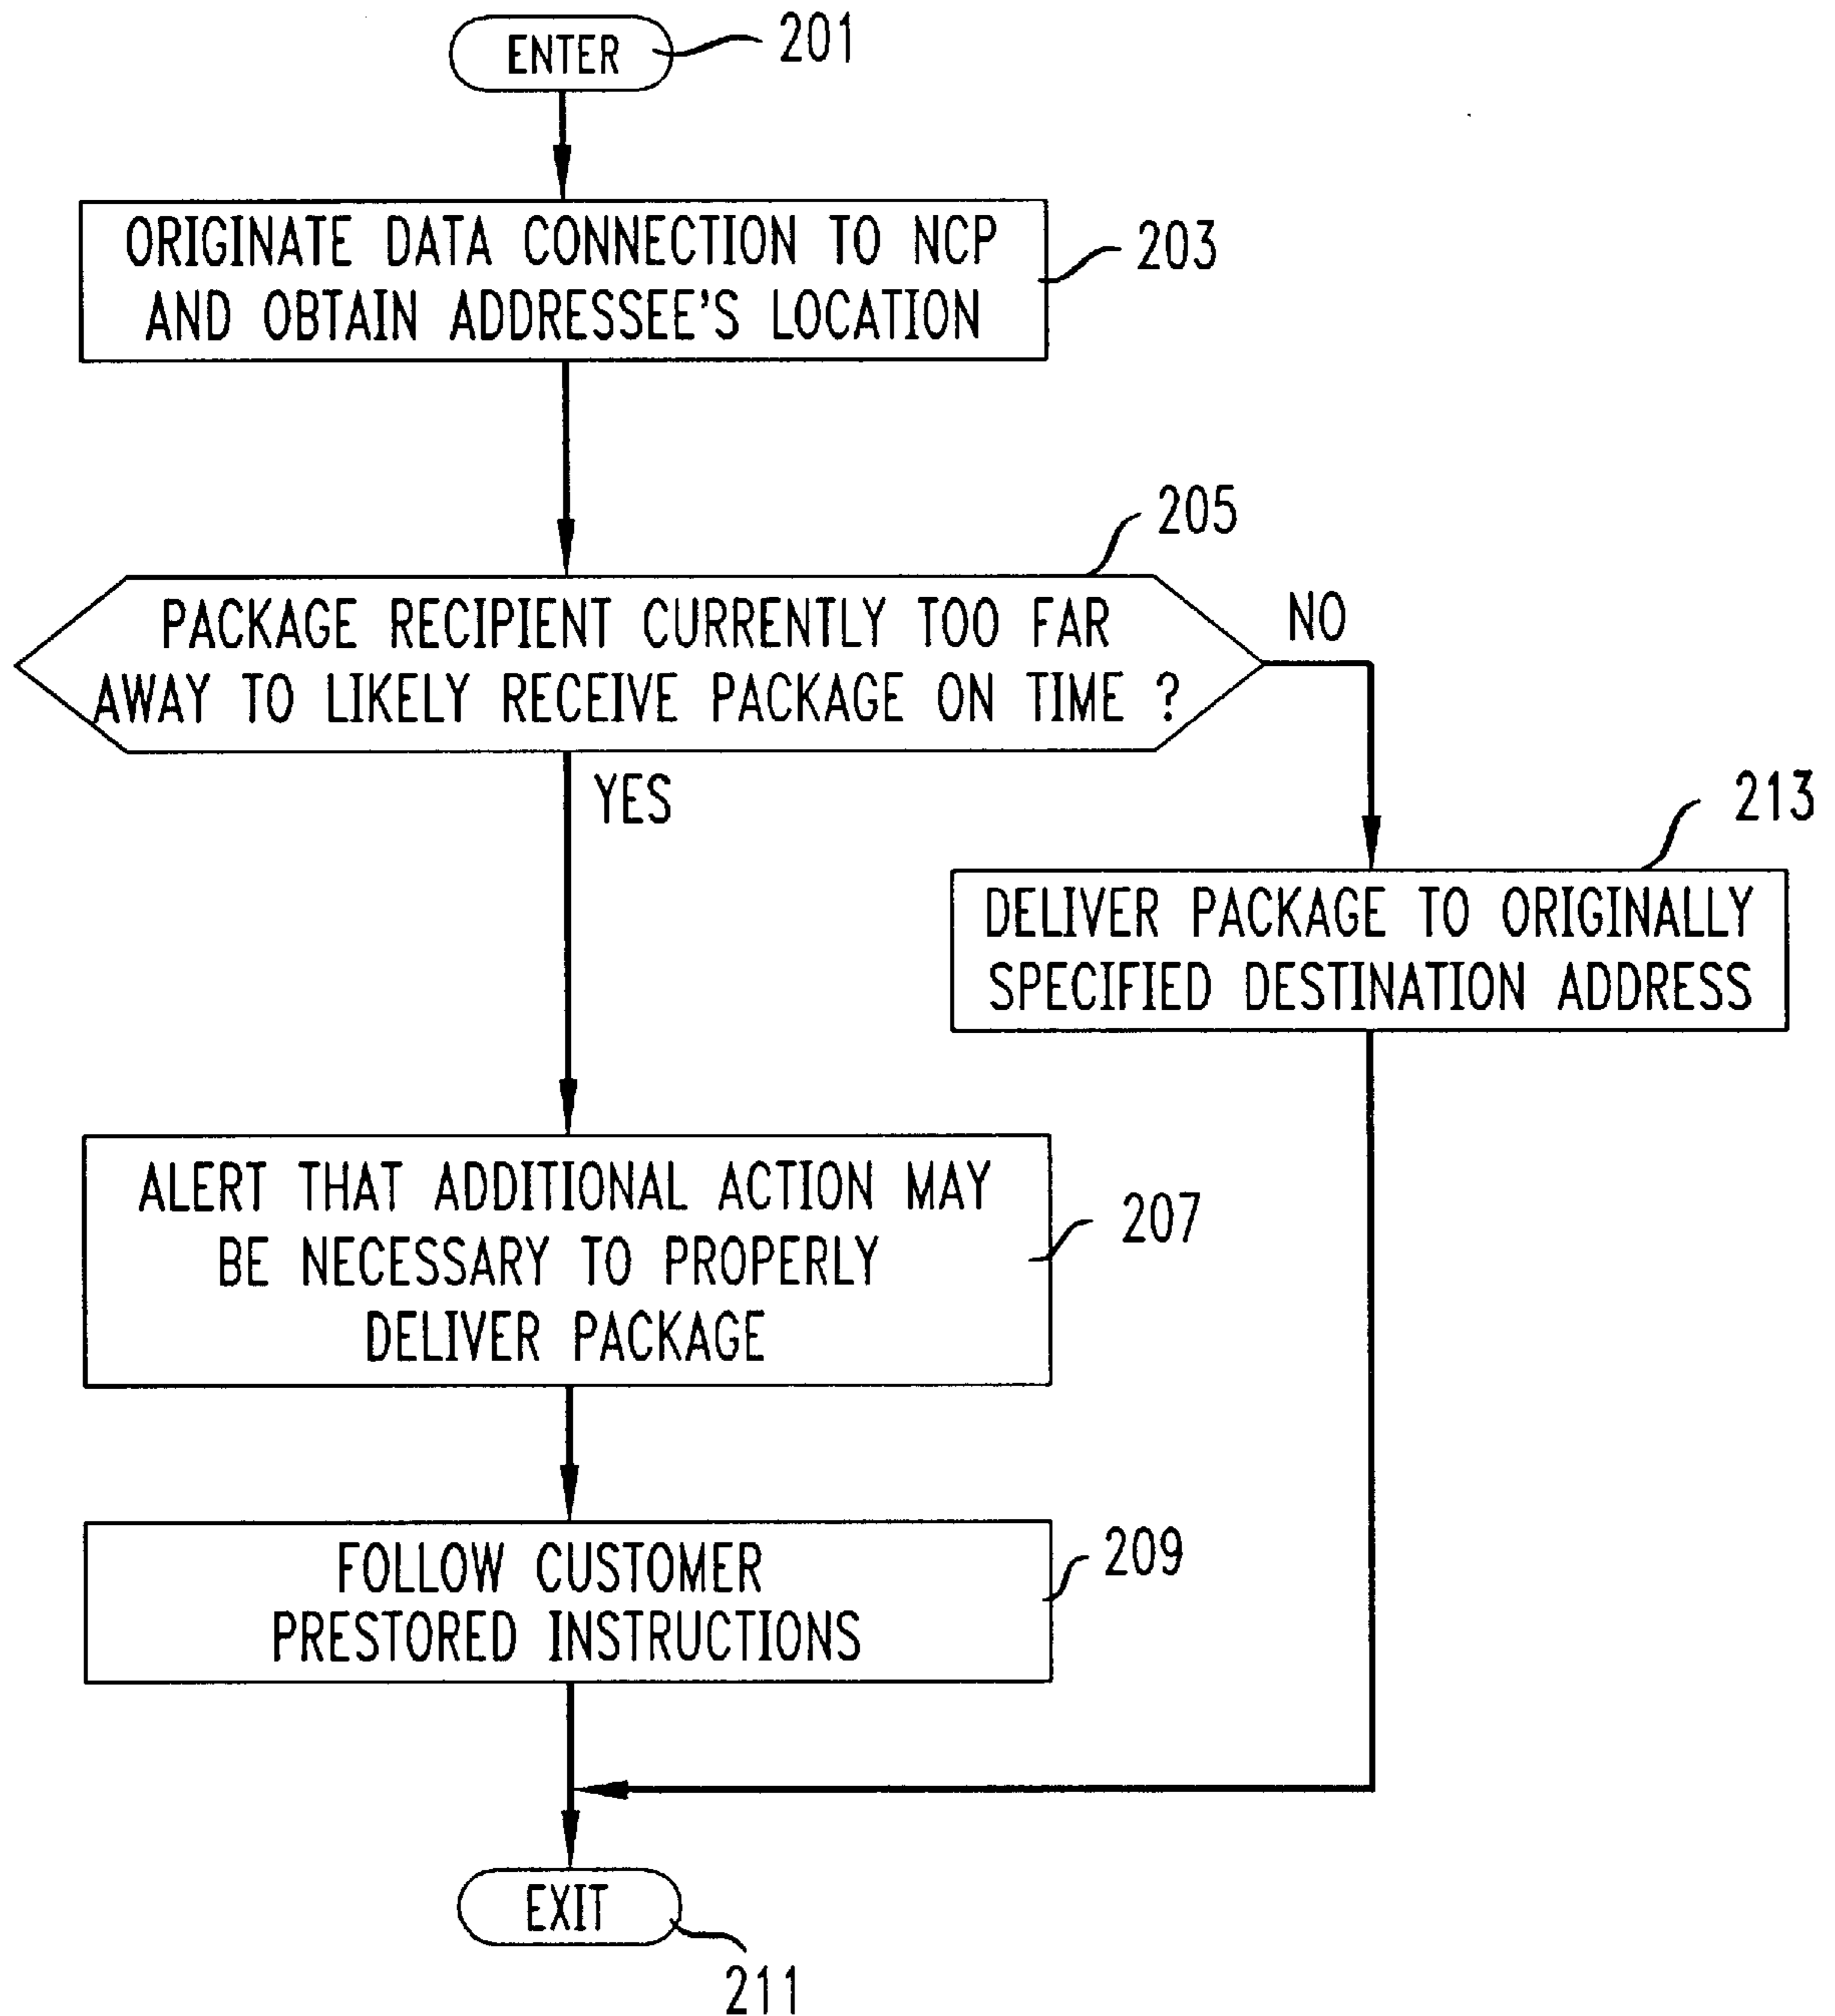 ENTER
201
ORIGINATE DATA CONNECTION TO NCP
AND OBTAIN ADDRESSEE'S LOCATION
203
205
PACKAGE RECIPIENT CURRENTLY TOO FAR
AWAY TO LIKELY RECEIVE PACKAGE ON TIME ?
NO
YES
213
DELIVER PACKAGE TO ORIGINALLY
SPECIFIED DESTINATION ADDRESS
ALERT THAT ADDITIONAL ACTION MAY
BE NECESSARY TO PROPERLY
DELIVER PACKAGE
207
FOLLOW CUSTOMER
PRESTORED INSTRUCTIONS
209
EXIT
211